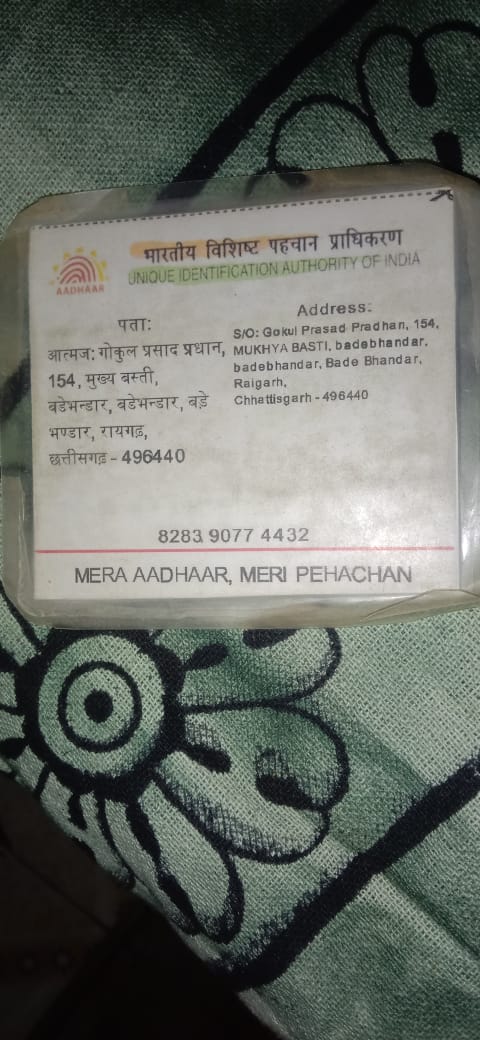 भारतीय विशिष्ट पहचान प्राधिकरण
UNIQUE IDENTIFICATION AUTHORITY OF INDIA
AADHAAR
पता:
आत्मज: गोकुल प्रसाद प्रधान,
154, मुख्य बस्ती,
बडेभन्डार, बडेभन्डार, बड़े
भण्डार, रायगढ़,
छत्तीसगढ़ - 496440
Address:
S/O: Gokul Prasad Pradhan, 154,
MUKHYA BASTI, badebhandar,
badebhandar, Bade Bhandar,
Raigarh,
Chhattisgarh - 496440
8283 9077 4432
MERA AADHAAR, MERI PEHACHAN